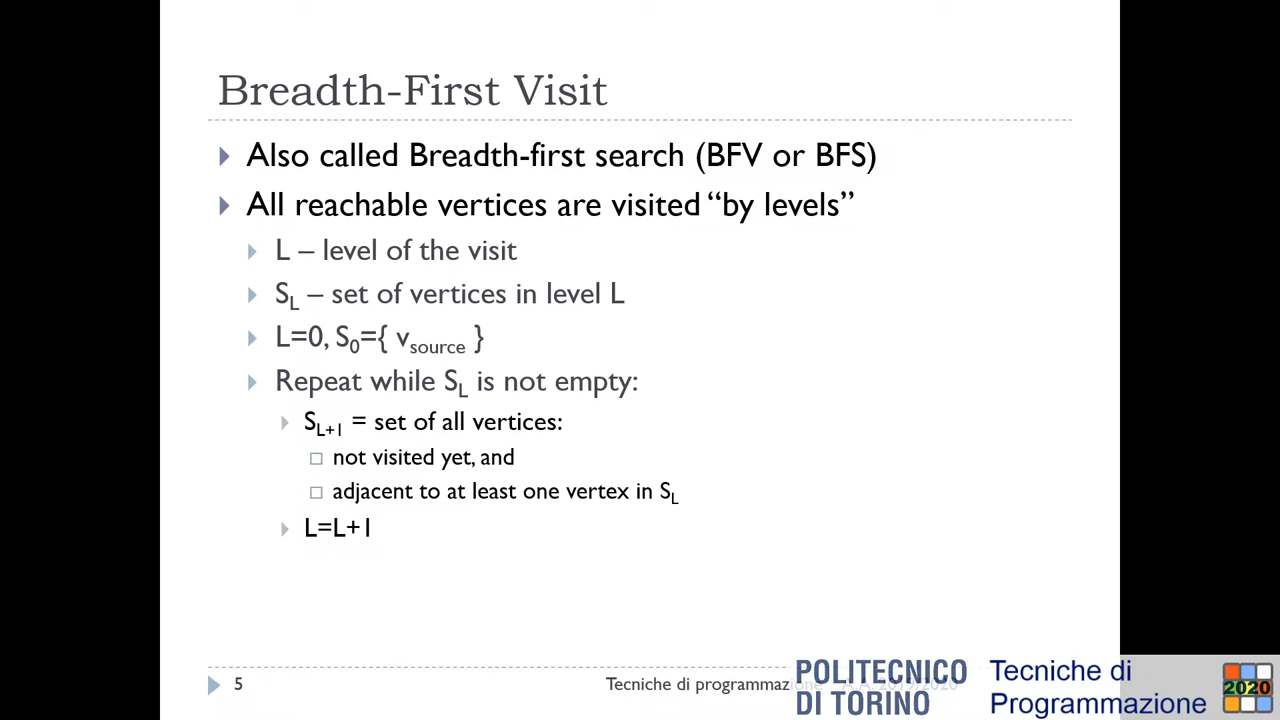 Breadth-First Visit
Also called Breadth-first search (BFV or BFS)
All reachable vertices are visited “by levels”
L – level of the visit
SL – set of vertices in level L
L=0, S0={ vsource }
Repeat while SL is not empty:
SL+1 = set of all vertices:
not visited yet, and
adjacent to at least one vertex in SL
L=L+1
5
Tecniche di programmazione A.A. 2019/2020
POLITECNICO
DI TORINO
Tecniche di
Programmazione
2020